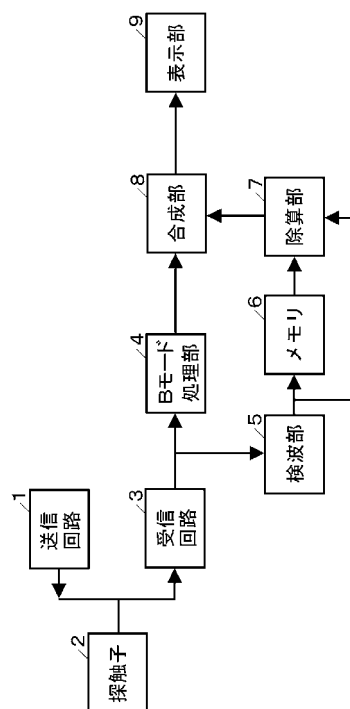 1
送信
回路
2
探触子
3
受信
回路
4
Bモード
処理部
5
検波部
6
メモリ
7
除算部
8
合成部
9
表示部